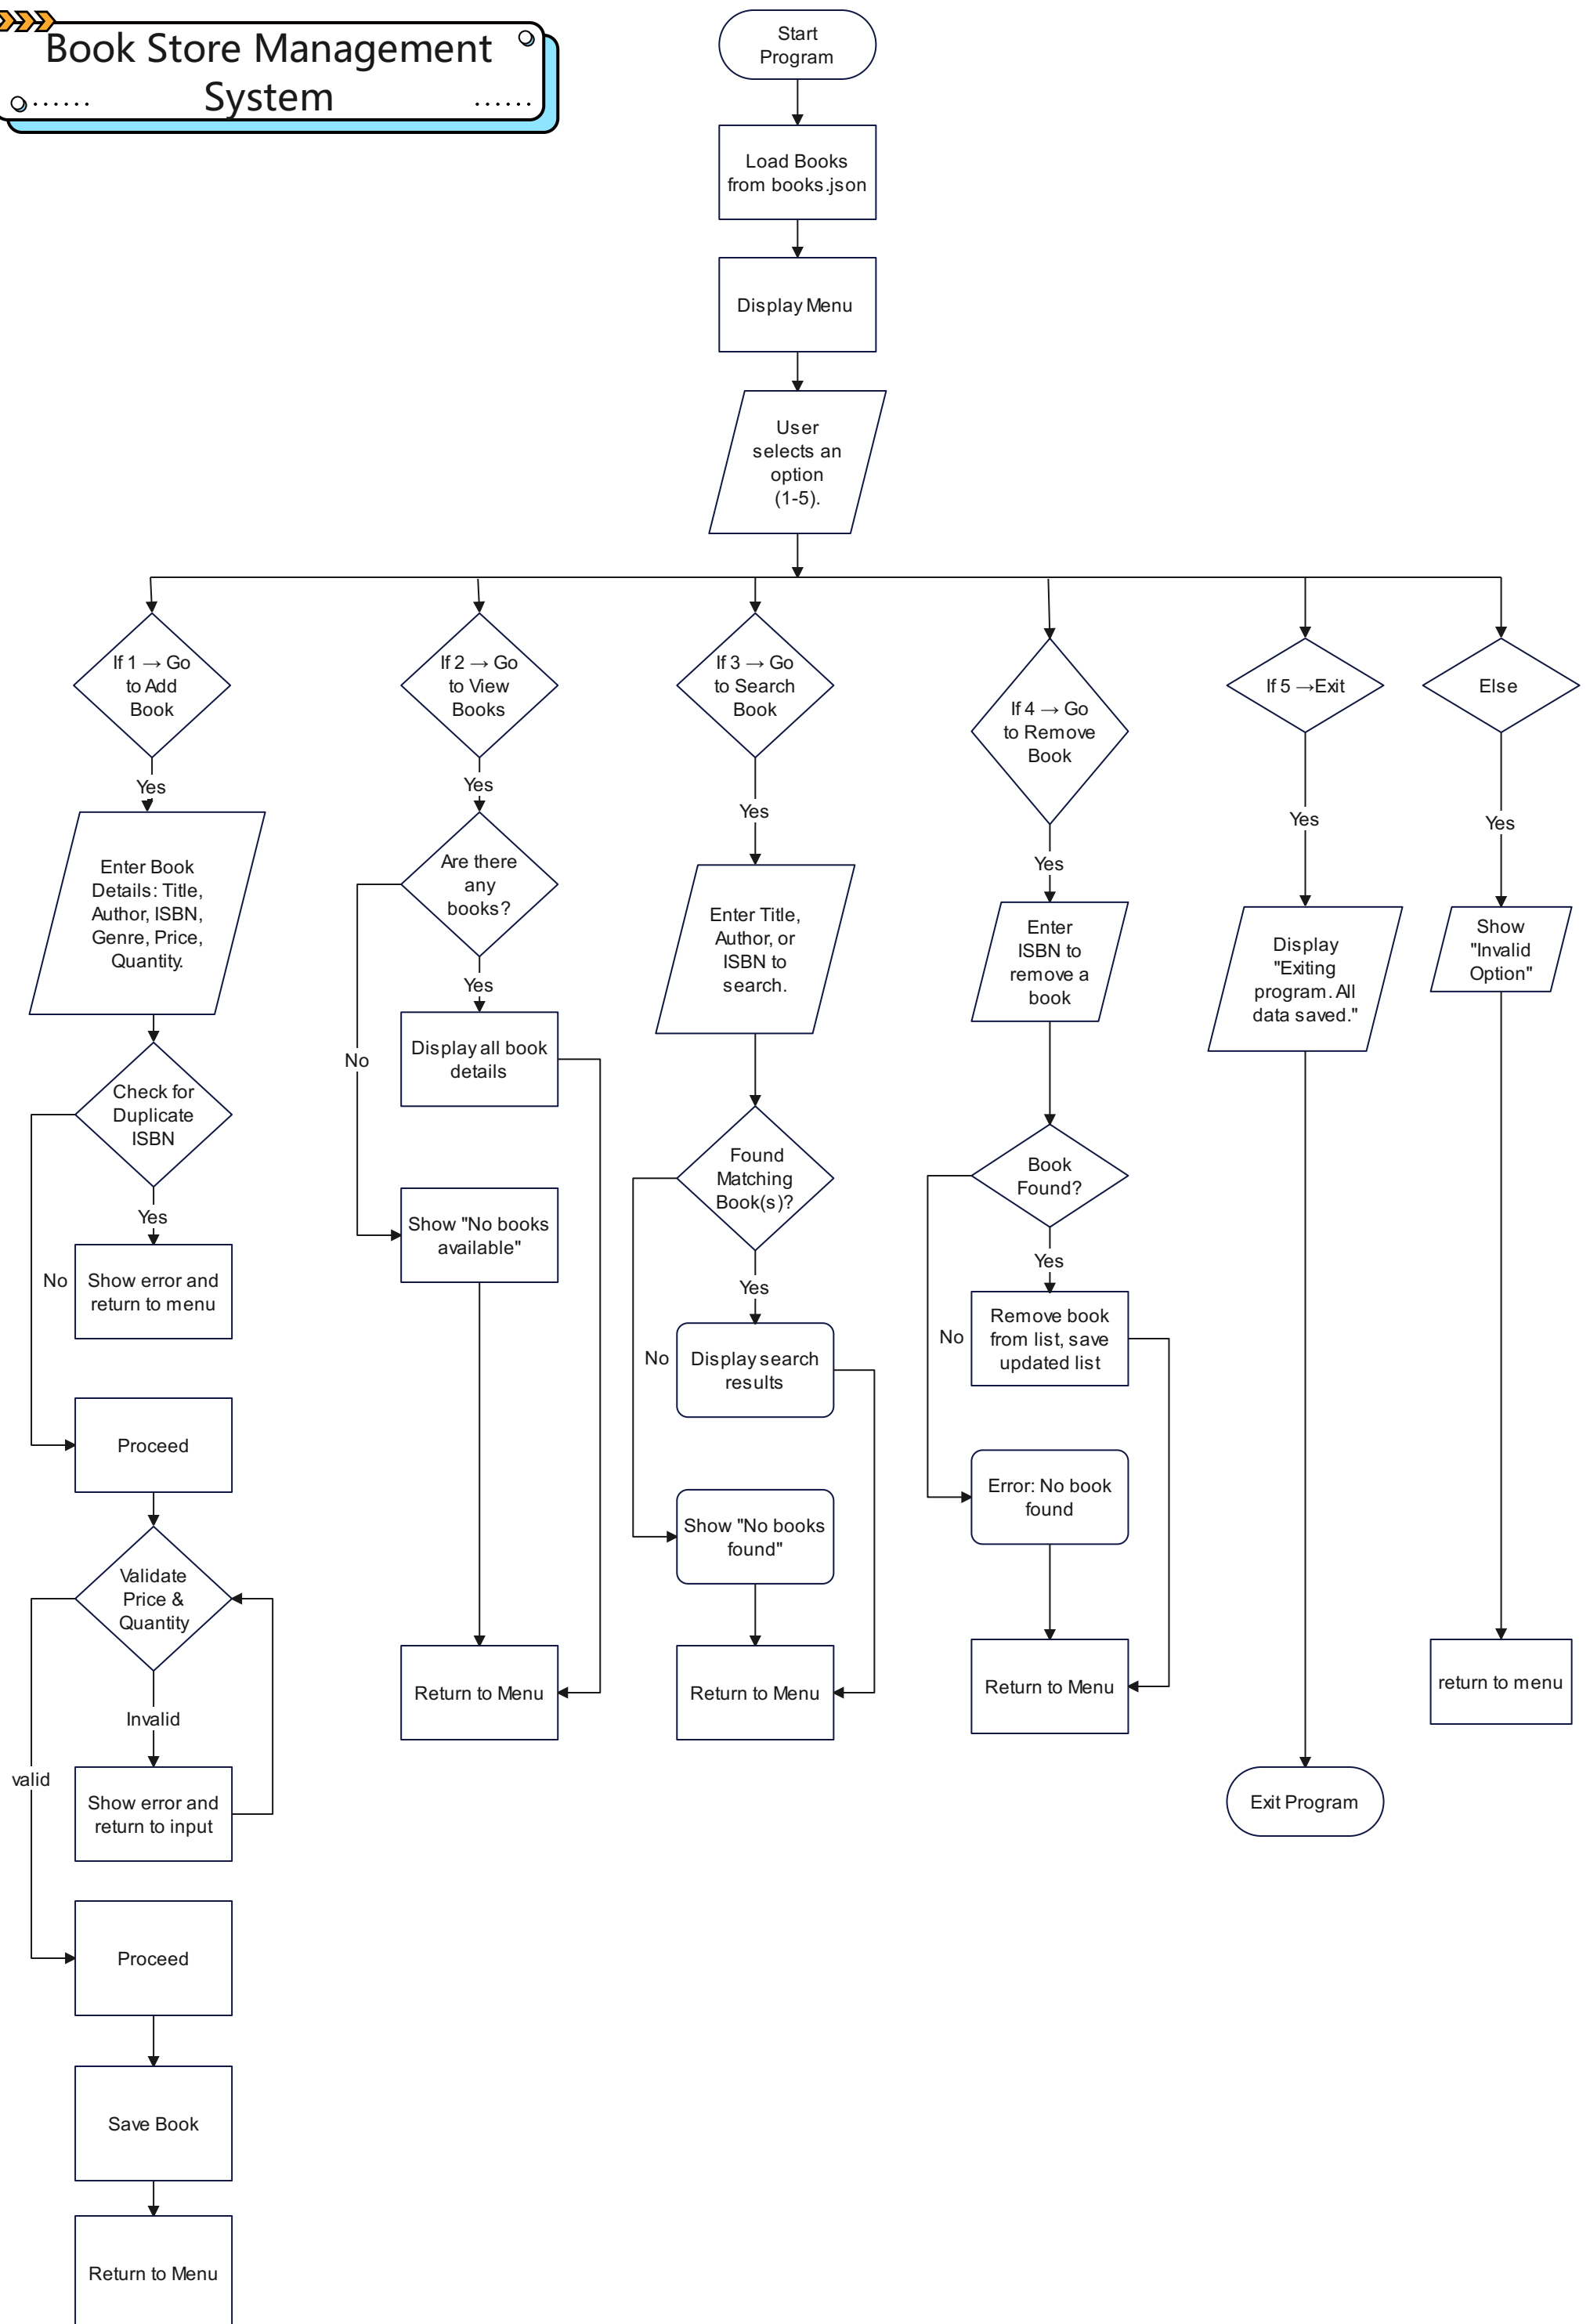 Book Store Management
System
Start
Program
Load Books
from books.json
Display Menu
User
selects an
option
(1-5).
If 1 → Go
to Add
Book
Yes
Enter Book
Details: Title,
Author, ISBN,
Genre, Price,
Quantity.
Check for
Duplicate
ISBN
Yes
No
Show error and
return to menu
Proceed
Validate
Price &
Quantity
Invalid
valid
Show error and
return to input
Proceed
Save Book
Return to Menu
If 2 → Go
to View
Books
Yes
Are there
any
books?
Yes
No
Display all book
details
Show "No books
available"
Return to Menu
If 3 → Go
to Search
Book
Yes
Enter Title,
Author, or
ISBN to
search.
Found
Matching
Book(s)?
Yes
No
Display search
results
Show "No books
found"
Return to Menu
If 4 → Go
to Remove
Book
Yes
Enter
ISBN to
remove a
book
Book
Found?
Yes
No
Remove book
from list, save
updated list
Error: No book
found
Return to Menu
If 5 →Exit
Yes
Display
"Exiting
program. All
data saved."
Exit Program
Else
Yes
Show
"Invalid
Option"
return to menu